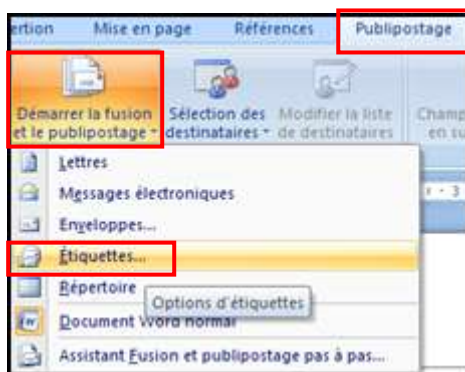 ertion Mise en page Références Publipostage
Démarrer la fusion et le publipostage
Sélection des destinataires
Modifier la liste de destinataires
Champ
en su
Lettres
Messages électroniques
Enveloppes...
Étiquettes...
Répertoire
Options d'étiquettes
Document Word normal
Assistant Fusion et publipostage pas à pas...